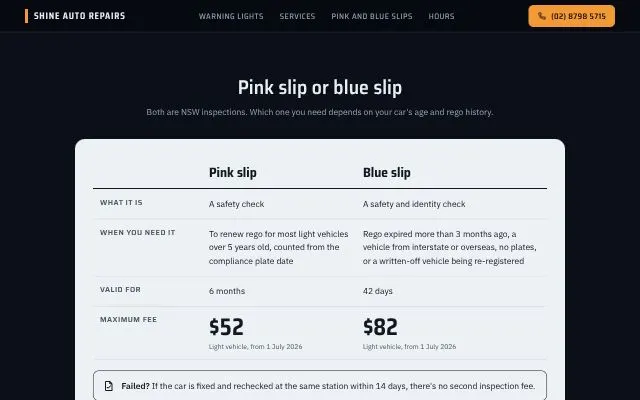 SHINE AUTO REPAIRS
WARNING LIGHTS SERVICES PINK AND BLUE SLIPS HOURS
(02) 8798 5715
Pink slip or blue slip
Both are NSW inspections. Which one you need depends on your car's age and rego history.
Pink slip Blue slip
WHAT IT IS A safety check A safety and identity check
WHEN YOU NEED IT
To renew rego for most light vehicles
over 5 years old, counted from the
compliance plate date
Rego expired more than 3 months ago, a
vehicle from interstate or overseas, no plates,
or a written-off vehicle being re-registered
VALID FOR 6 months 42 days
MAXIMUM FEE $52 $82
Light vehicle, from 1 July 2026 Light vehicle, from 1 July 2026
Failed? If the car is fixed and rechecked at the same station within 14 days, there's no second inspection fee.